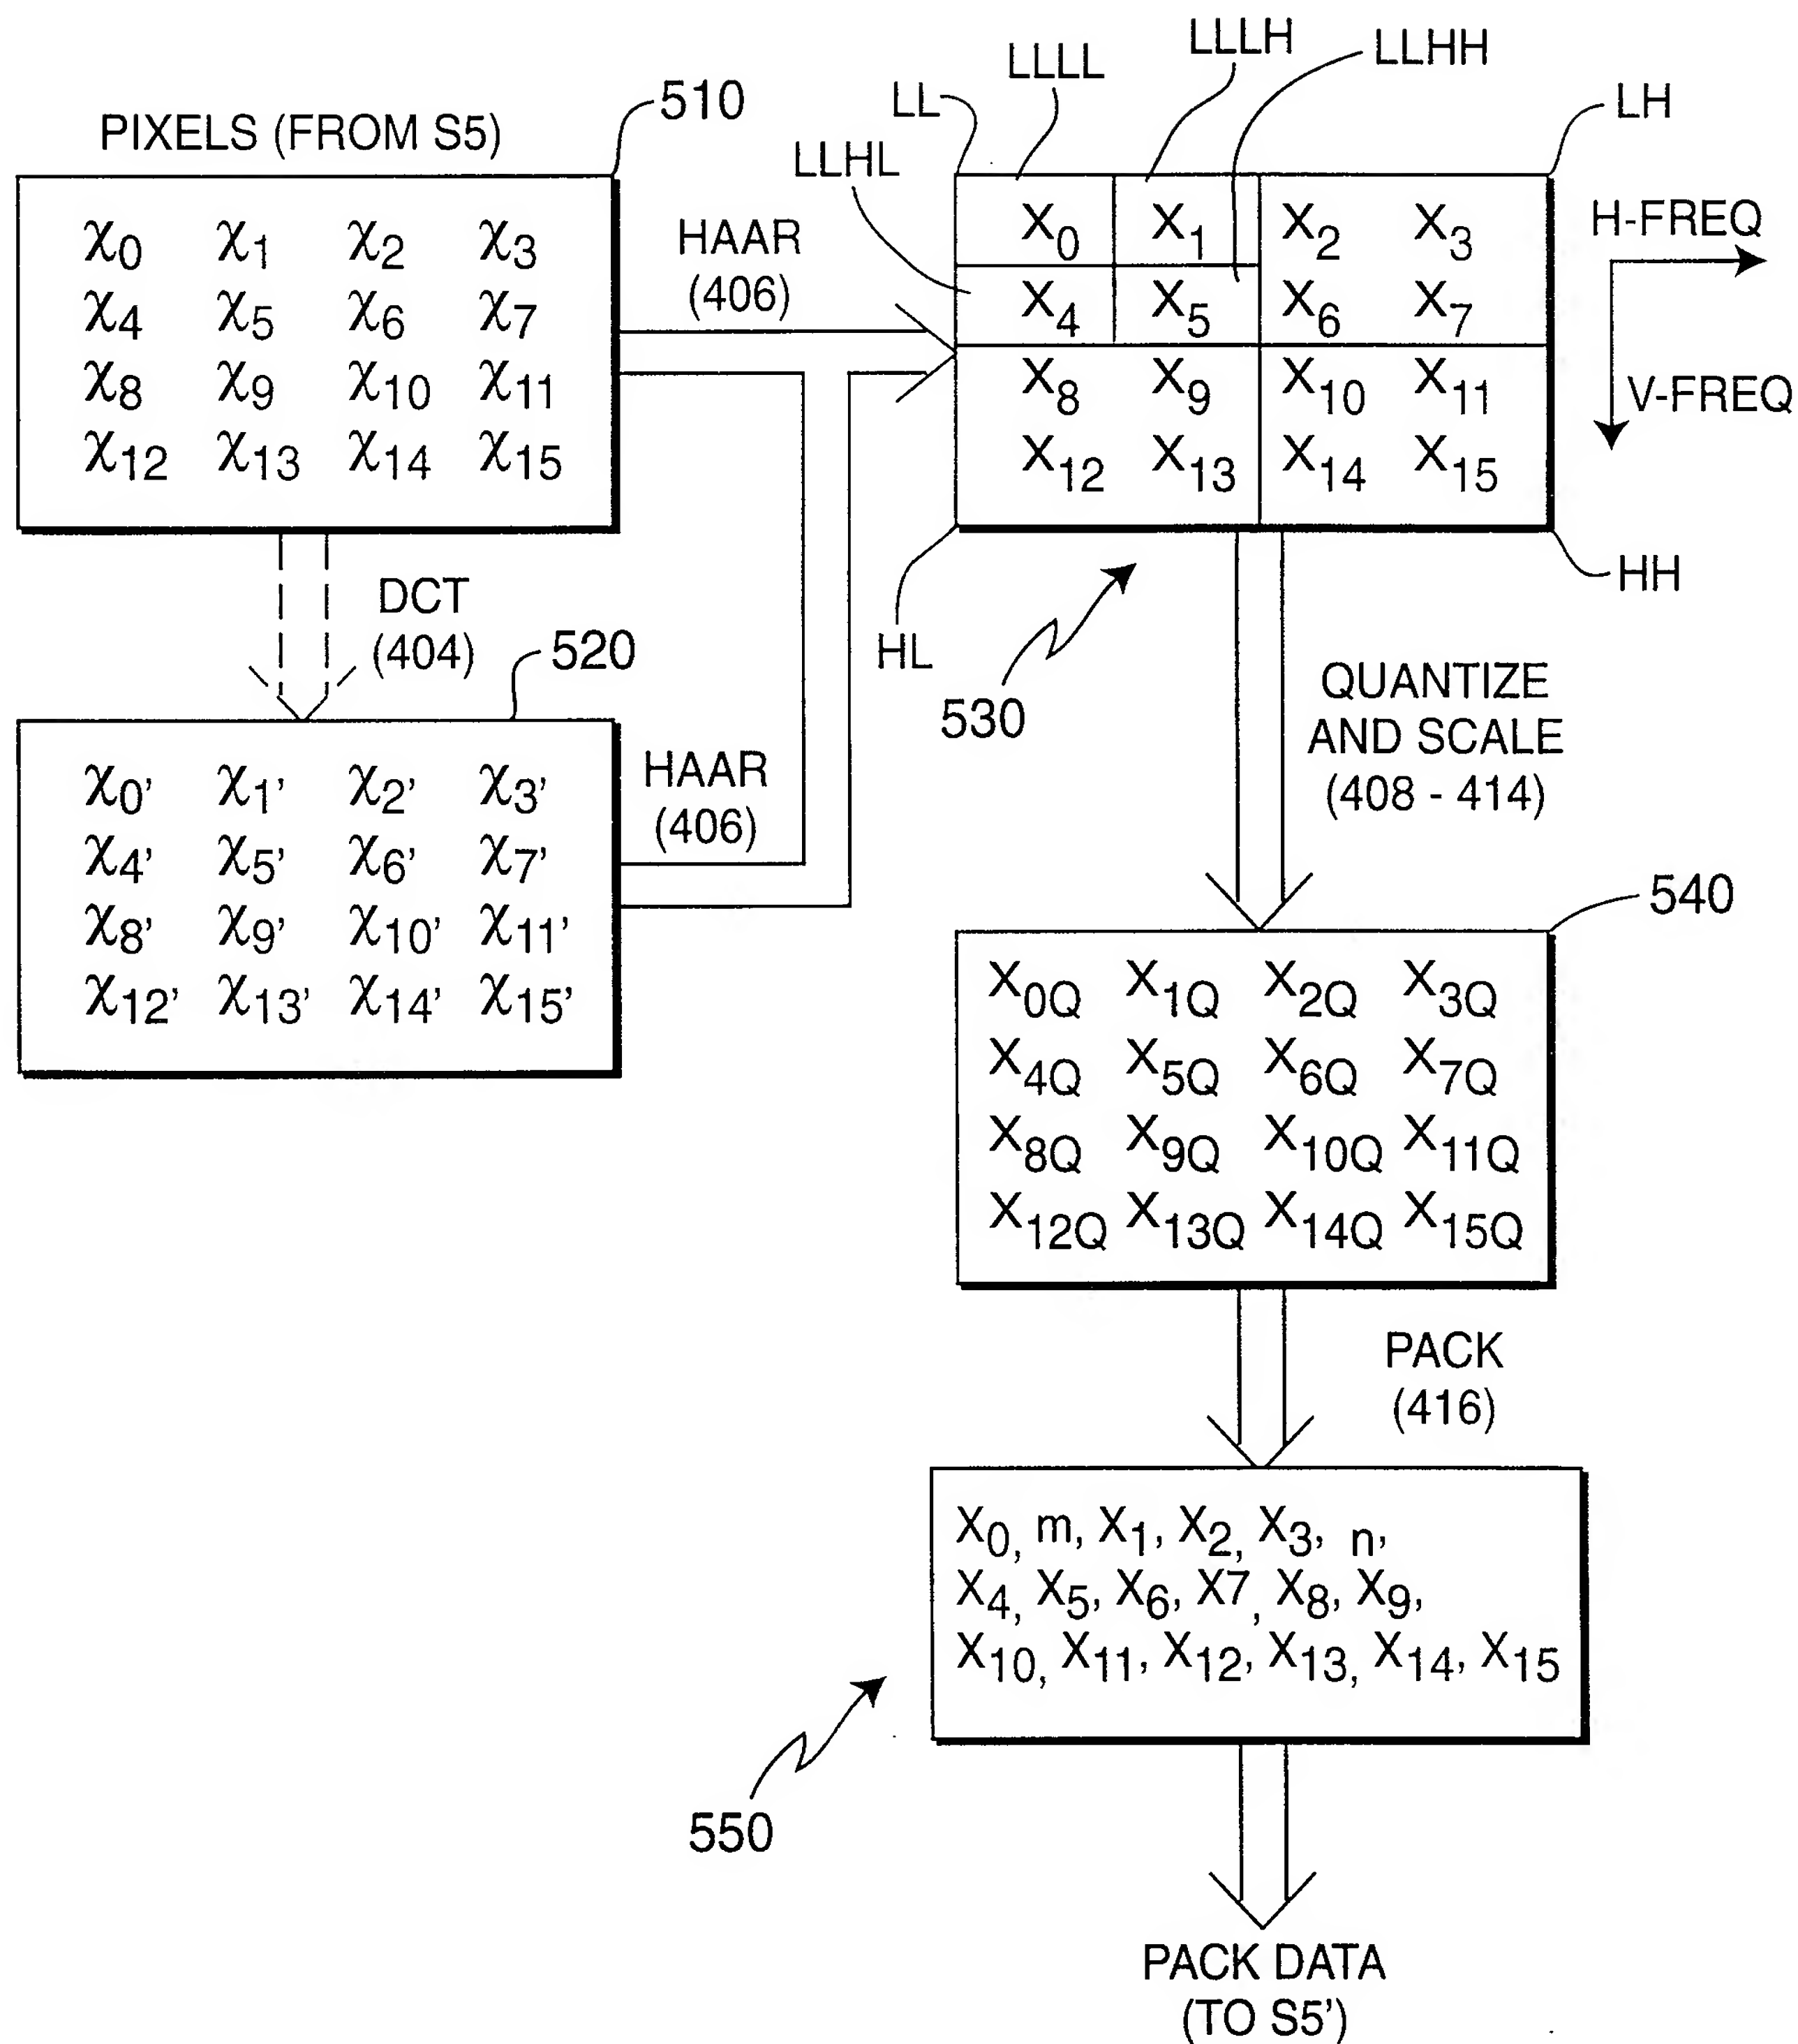 PIXELS (FROM S5)
510
χ0 χ1 χ2 χ3
χ4 χ5 χ6 χ7
χ8 χ9 χ10 χ11
χ12 χ13 χ14 χ15
DCT
(404)
520
χ0' χ1' χ2' χ3'
χ4' χ5' χ6' χ7'
χ8' χ9' χ10' χ11'
χ12' χ13' χ14' χ15'
HAAR
(406)
HAAR
(406)
LL
LLLL
LLLH
LLHH
LH
LLHL
X0 X1 X2 X3
X4 X5 X6 X7
X8 X9 X10 X11
X12 X13 X14 X15
H-FREQ
V-FREQ
HL
HH
530
QUANTIZE
AND SCALE
(408 - 414)
540
X0Q X1Q X2Q X3Q
X4Q X5Q X6Q X7Q
X8Q X9Q X10Q X11Q
X12Q X13Q X14Q X15Q
PACK
(416)
X0, m, X1, X2, X3, n,
X4, X5, X6, X7, X8, X9,
X10, X11, X12, X13, X14, X15
550
PACK DATA
(TO S5')